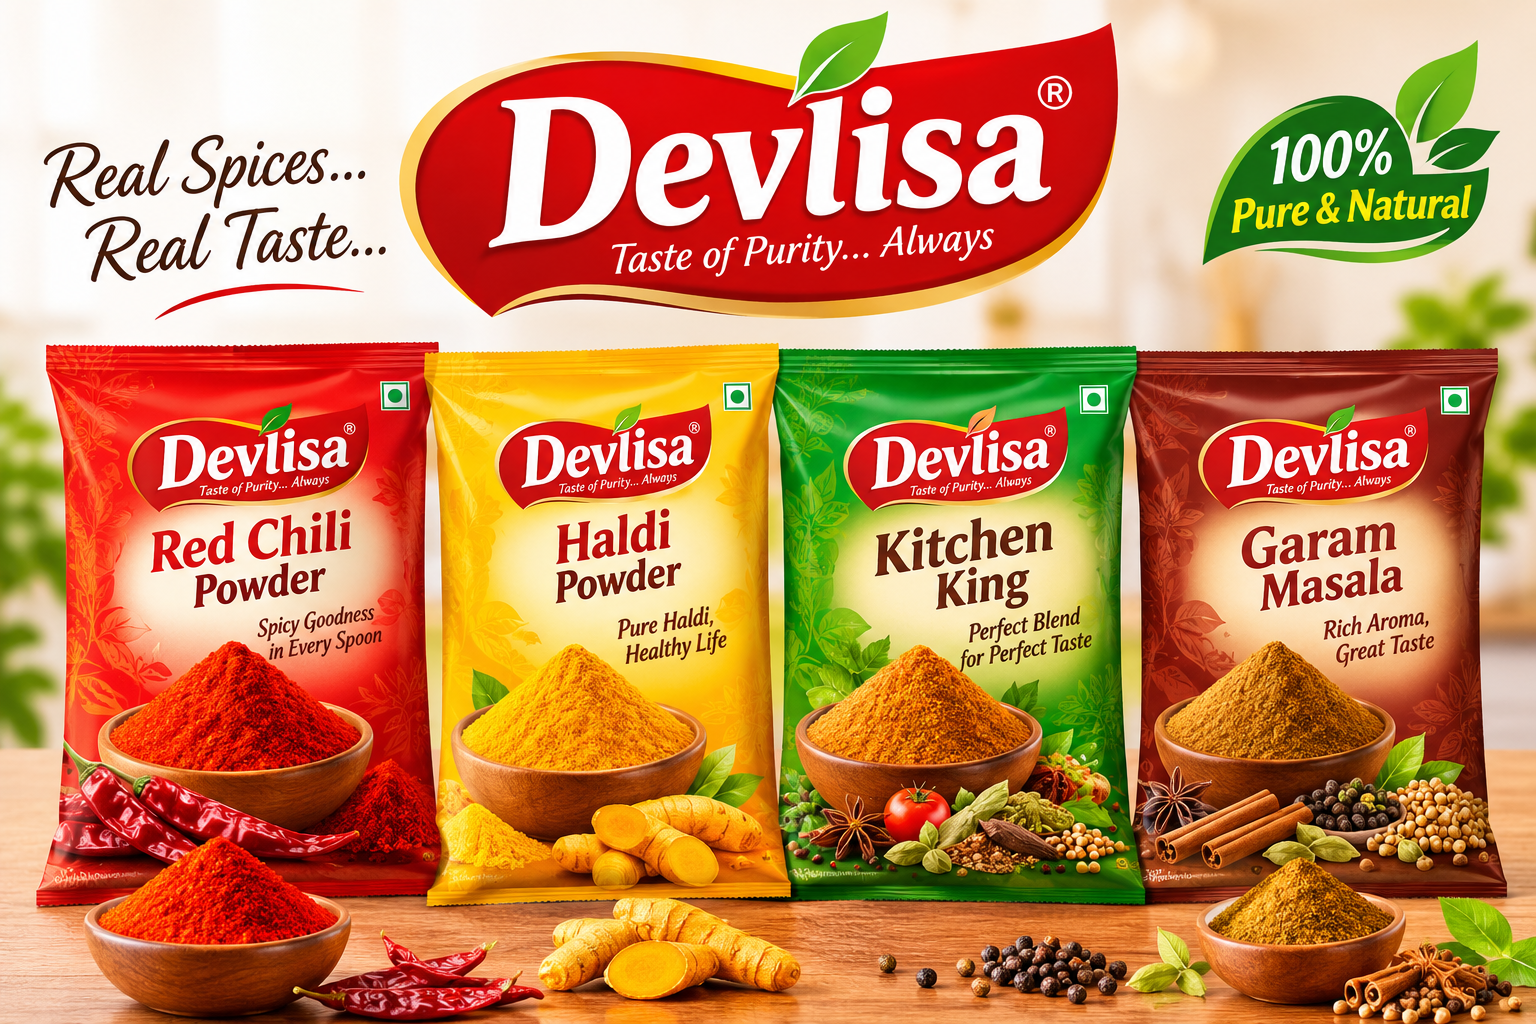 Real Spices...
Real Taste...
Devlisa®
Taste of Purity... Always
100%
Pure & Natural
Devlisa®
Taste of Purity... Always
Red Chili
Powder
Spicy Goodness
in Every Spoon
Devlisa®
Taste of Purity... Always
Haldi
Powder
Pure Haldi,
Healthy Life
Devlisa®
Taste of Purity... Always
Kitchen
King
Perfect Blend
for Perfect Taste
Devlisa®
Taste of Purity... Always
Garam
Masala
Rich Aroma,
Great Taste